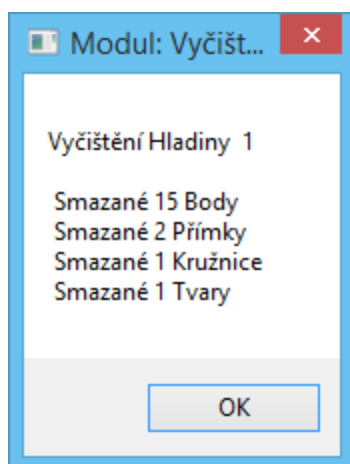 Modul: Vyčišt...
Vyčištění Hladiny 1
Smazané 15 Body
Smazané 2 Přímky
Smazané 1 Kružnice
Smazané 1 Tvary
OK